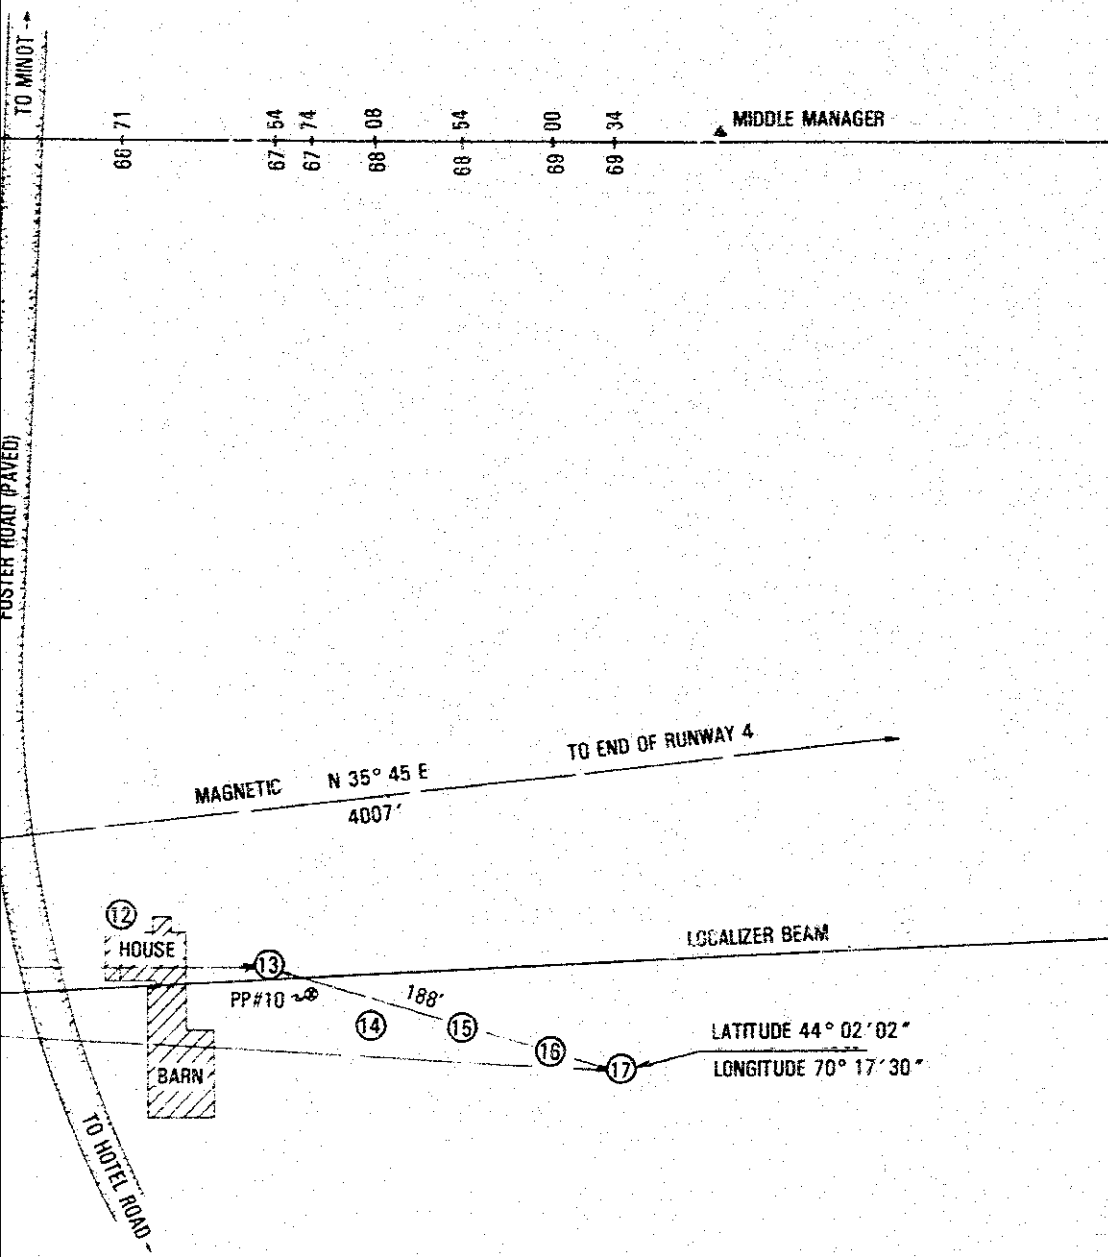 TO MINOT
71
54
74
08
54
00
34
MIDDLE MANAGER
66
67
67
68
68
69
69
FOSTER ROAD (PAVED)
TO END OF RUNWAY 4
MAGNETIC N 35° 45 E
4007′
12
HOUSE
LOCALIZER BEAM
13
PP#10
188′
14
15
LATITUDE 44° 02′02″
16
17
LONGITUDE 70° 17′30″
BARN
TO HOTEL ROAD